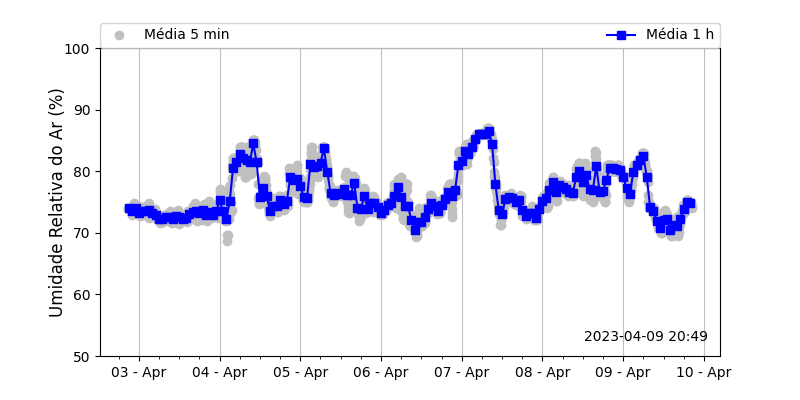 Média 5 min
Média 1 h
Umidade Relativa do Ar (%)
100
90
80
70
60
50
2023-04-09 20:49
03 - Apr
04 - Apr
05 - Apr
06 - Apr
07 - Apr
08 - Apr
09 - Apr
10 - Apr